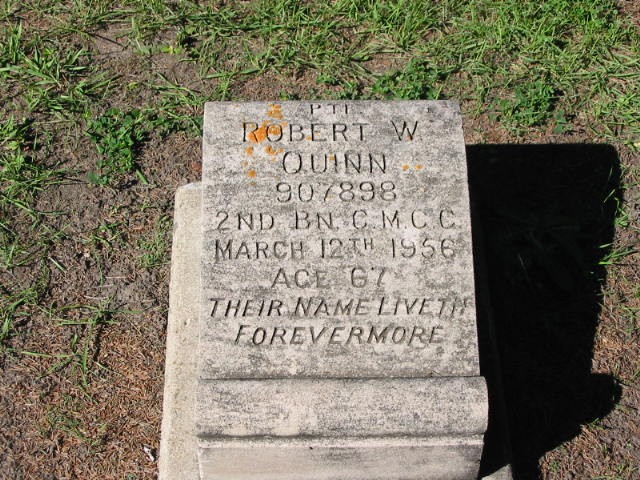 PTE
ROBERT W
QUINN
907898
2ND BN. C.M.G.C.
MARCH 12TH 1956
AGE 67
THEIR NAME LIVETH
FOREVERMORE